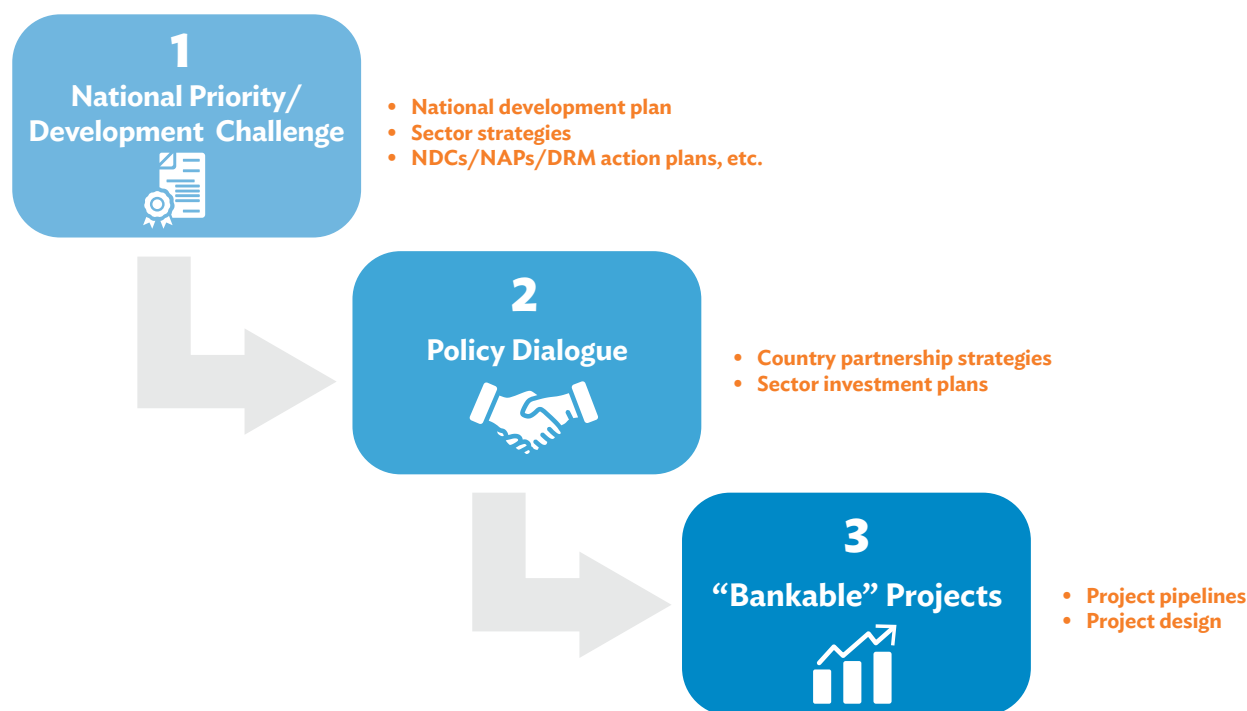 1
National Priority/
Development Challenge
• National development plan
• Sector strategies
• NDCs/NAPs/DRM action plans, etc.
2
Policy Dialogue
• Country partnership strategies
• Sector investment plans
3
“Bankable” Projects
• Project pipelines
• Project design